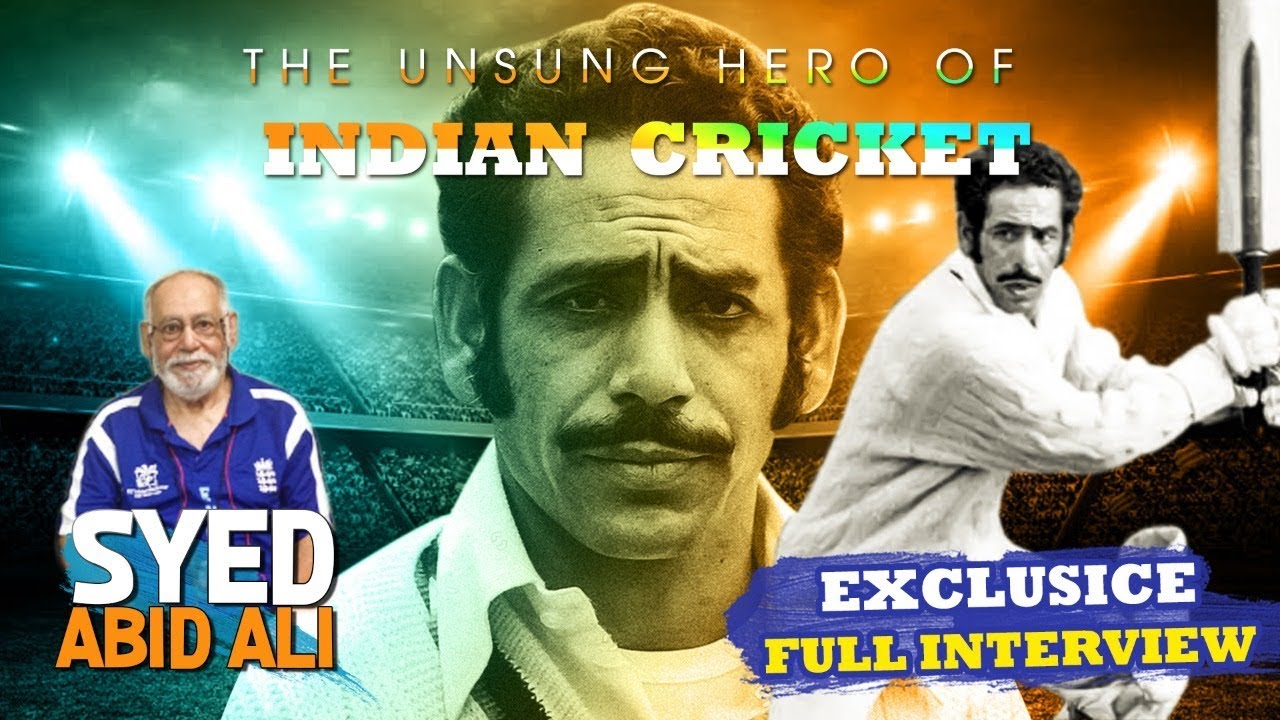 THE UNSUNG HERO OF
INDIAN CRICKET
SYED
ABID ALI
EXCLUSICE
FULL INTERVIEW